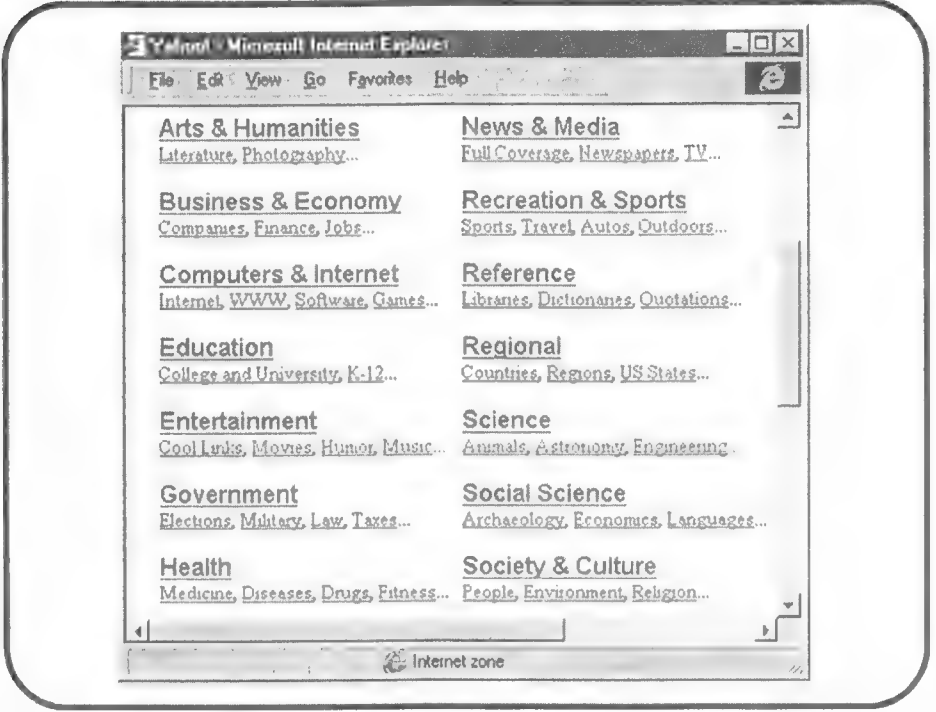 Yahoo! - Microsoft Internet Explorer
File Edit View Go Favorites Help
Arts & Humanities
Literature, Photography...
Business & Economy
Companies, Finance, Jobs...
Computers & Internet
Internet, WWW, Software, Games...
Education
College and University, K-12...
Entertainment
Cool Links, Movies, Humor, Music...
Government
Elections, Military, Law, Taxes...
Health
Medicine, Diseases, Drugs, Fitness...
News & Media
Full Coverage, Newspapers, TV...
Recreation & Sports
Sports, Travel, Autos, Outdoors...
Reference
Libraries, Dictionaries, Quotations...
Regional
Countries, Regions, US States...
Science
Animals, Astronomy, Engineering...
Social Science
Archaeology, Economics, Languages...
Society & Culture
People, Environment, Religion...
Internet zone